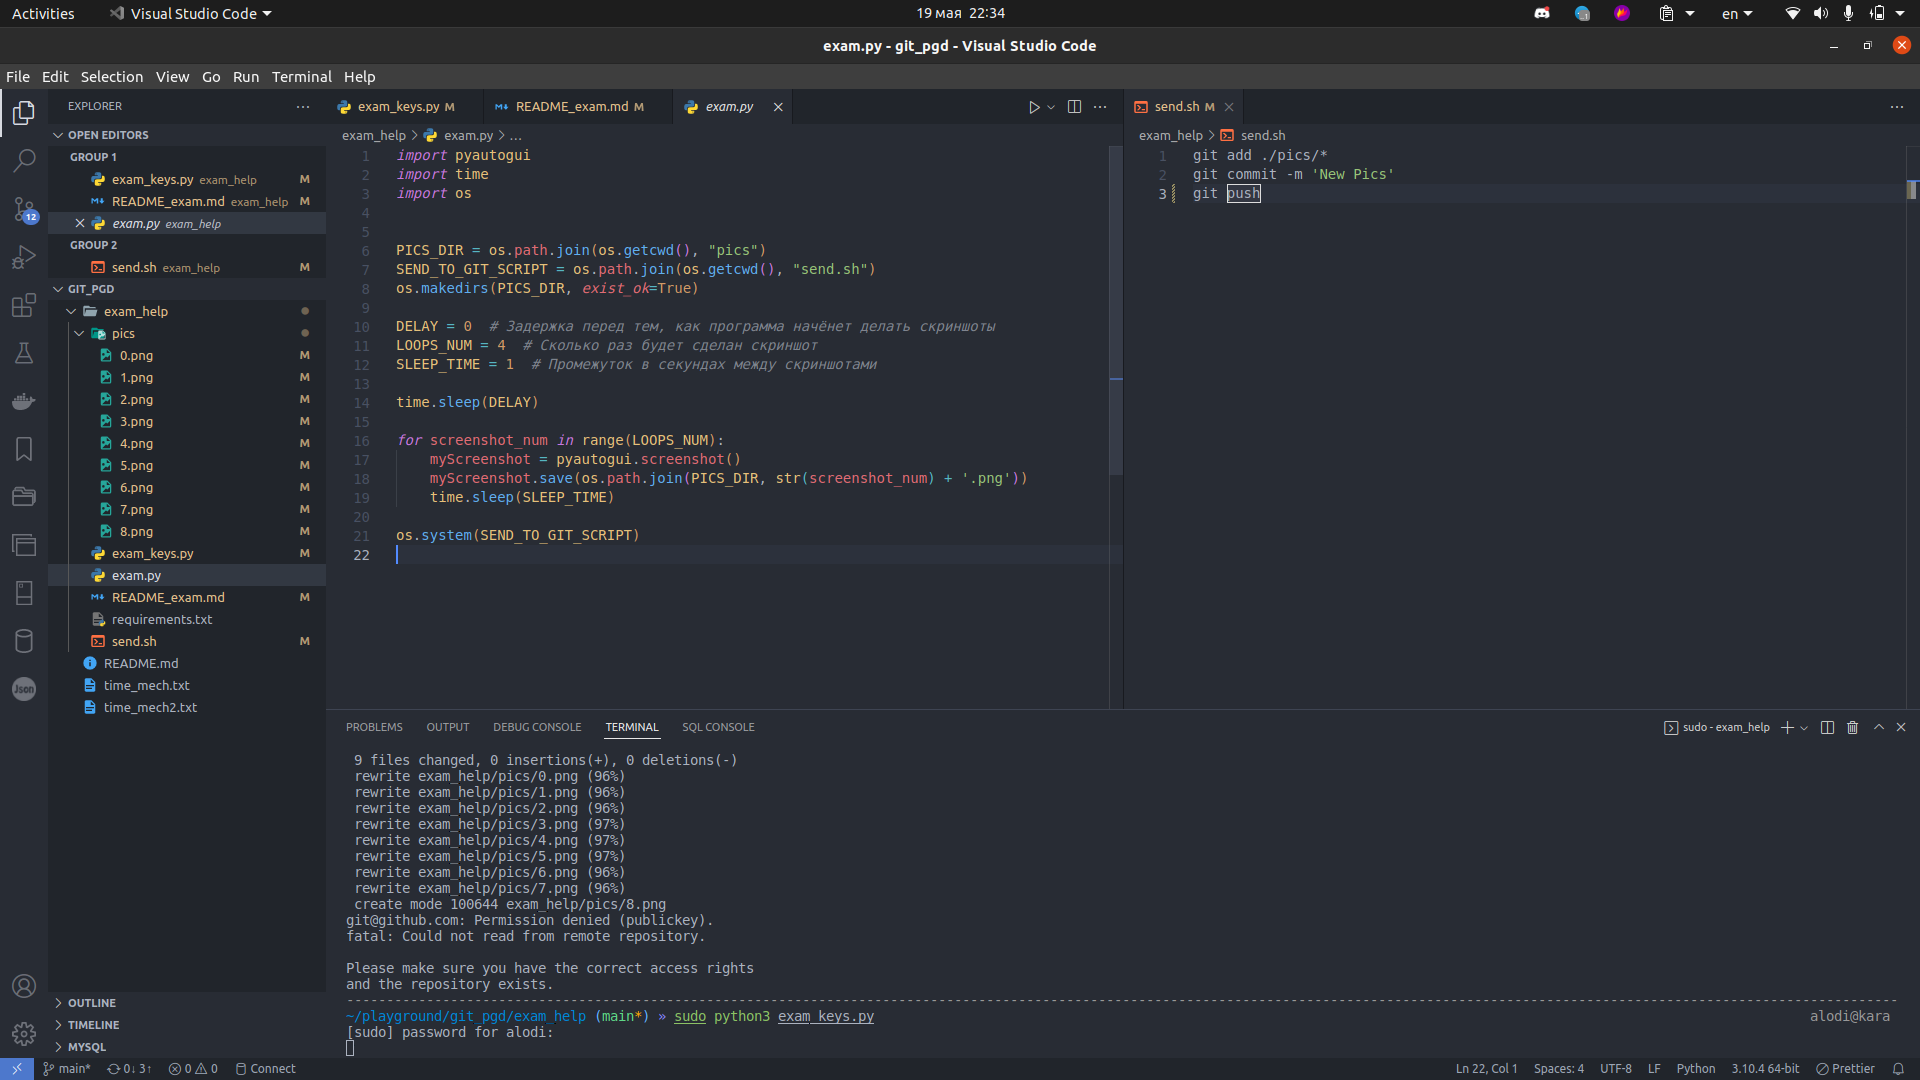 Activities
Visual Studio Code
19 мая 22:34
en
exam.py - git_pgd - Visual Studio Code
File Edit Selection View Go Run Terminal Help
EXPLORER
OPEN EDITORS
GROUP 1
exam_keys.py exam_help M
README_exam.md exam_help M
exam.py exam_help
GROUP 2
send.sh exam_help M
GIT_PGD
exam_help
pics
0.png M
1.png M
2.png M
3.png M
4.png M
5.png M
6.png M
7.png M
8.png M
exam_keys.py M
exam.py
README_exam.md M
requirements.txt
send.sh M
README.md
time_mech.txt
time_mech2.txt
OUTLINE
TIMELINE
MYSQL
12
Json
exam_keys.py M
README_exam.md M
exam.py
exam_help > exam.py > ...
1 import pyautogui
2 import time
3 import os
4
5
6 PICS_DIR = os.path.join(os.getcwd(), "pics")
7 SEND_TO_GIT_SCRIPT = os.path.join(os.getcwd(), "send.sh")
8 os.makedirs(PICS_DIR, exist_ok=True)
9
10 DELAY = 0  # Задержка перед тем, как программа начёнет делать скриншоты
11 LOOPS_NUM = 4  # Сколько раз будет сделан скриншот
12 SLEEP_TIME = 1  # Промежуток в секундах между скриншотами
13
14 time.sleep(DELAY)
15
16 for screenshot_num in range(LOOPS_NUM):
17     myScreenshot = pyautogui.screenshot()
18     myScreenshot.save(os.path.join(PICS_DIR, str(screenshot_num) + '.png'))
19     time.sleep(SLEEP_TIME)
20
21 os.system(SEND_TO_GIT_SCRIPT)
22
send.sh M
exam_help > send.sh
1 git add ./pics/*
2 git commit -m 'New Pics'
3 git push
PROBLEMS OUTPUT DEBUG CONSOLE TERMINAL SQL CONSOLE
sudo - exam_help
9 files changed, 0 insertions(+), 0 deletions(-)
rewrite exam_help/pics/0.png (96%)
rewrite exam_help/pics/1.png (96%)
rewrite exam_help/pics/2.png (96%)
rewrite exam_help/pics/3.png (97%)
rewrite exam_help/pics/4.png (97%)
rewrite exam_help/pics/5.png (97%)
rewrite exam_help/pics/6.png (96%)
rewrite exam_help/pics/7.png (96%)
create mode 100644 exam_help/pics/8.png
git@github.com: Permission denied (publickey).
fatal: Could not read from remote repository.
Please make sure you have the correct access rights
and the repository exists.
~/playground/git_pgd/exam_help (main*) » sudo python3 exam_keys.py alodi@kara
[sudo] password for alodi:
main* 0↓ 3↑ 0 0 Connect
Ln 22, Col 1 Spaces: 4 UTF-8 LF Python 3.10.4 64-bit Prettier